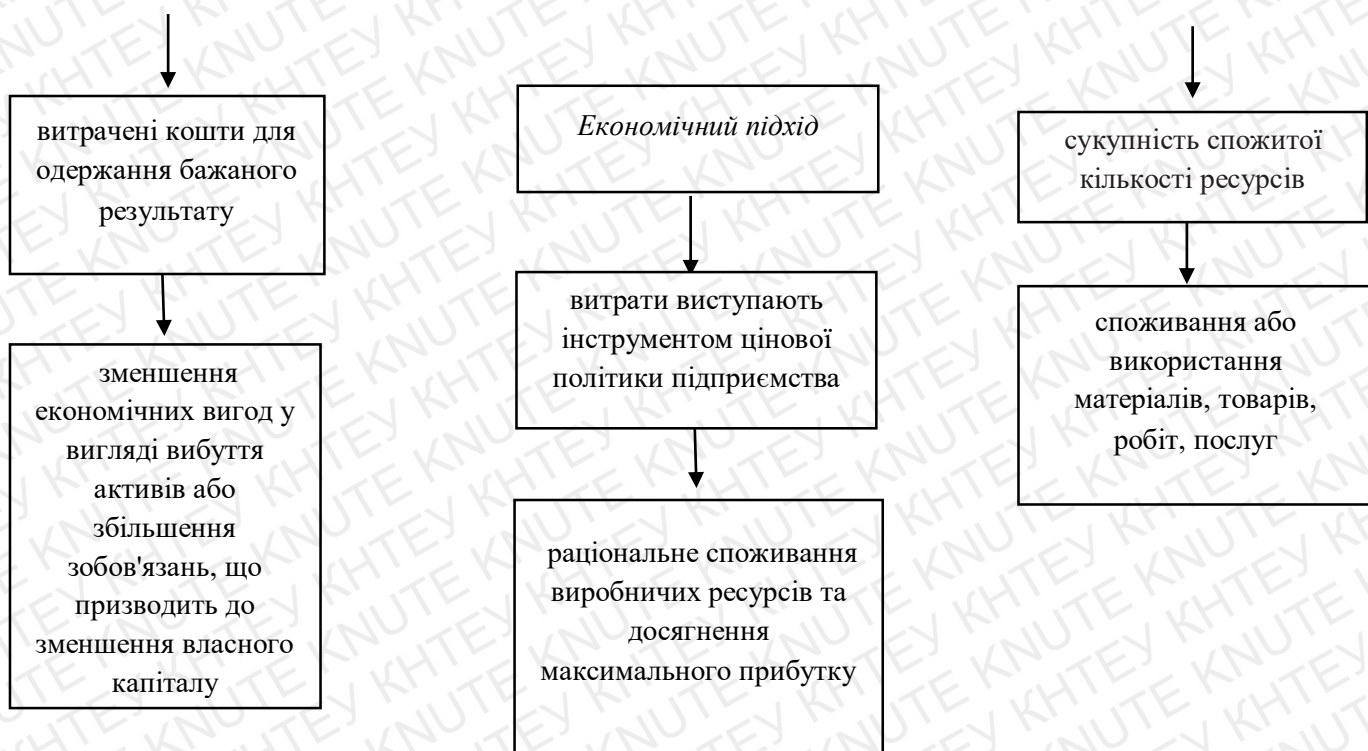 витрачені кошти для
одержання бажаного
результату
зменшення
економічних вигод у
вигляді вибуття
активів або
збільшення
зобов'язань, що
призводить до
зменшення власного
капіталу
Економічний підхід
витрати виступають
інструментом цінової
політики підприємства
раціональне споживання
виробничих ресурсів та
досягнення
максимального прибутку
сукупність спожитої
кількості ресурсів
споживання або
використання
матеріалів, товарів,
робіт, послуг